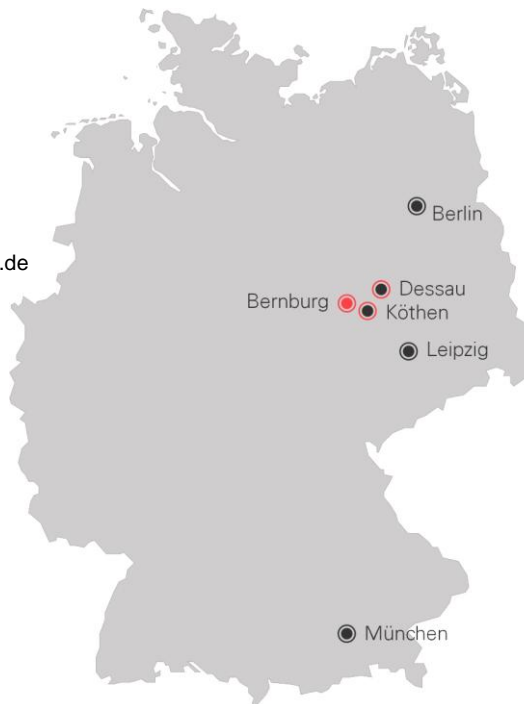 Berlin
.de
Dessau
Bernburg
Köthen
Leipzig
München